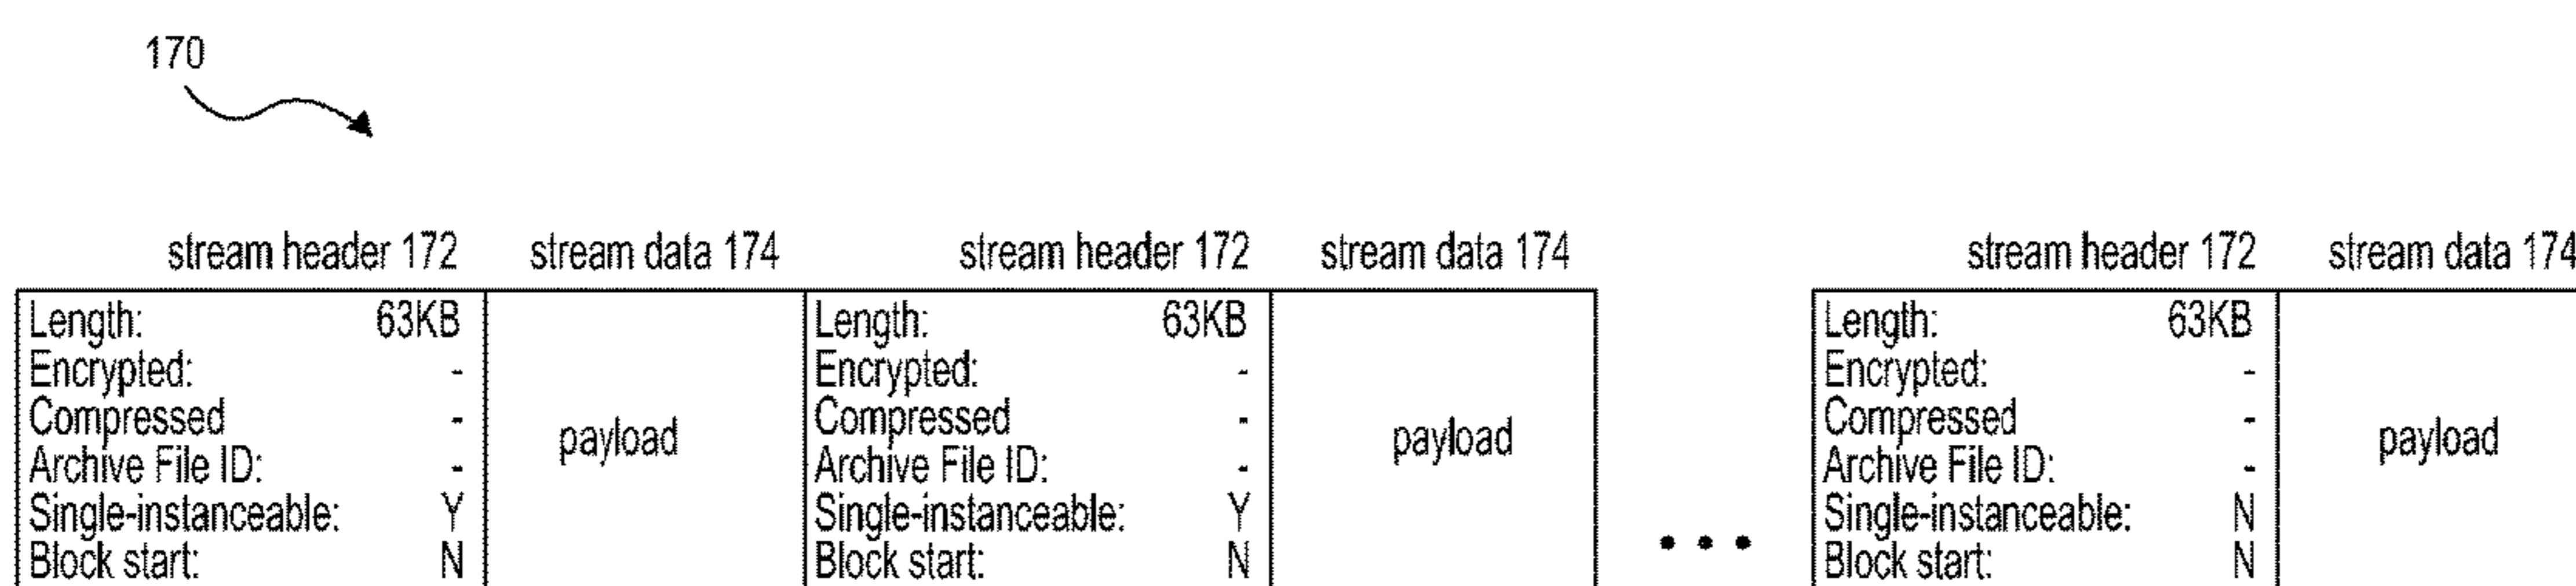 170
stream header 172 stream data 174 stream header 172 stream data 174 stream header 172 stream data 174
Length: 63KB Length: 63KB Length: 63KB
Encrypted: - Encrypted: - Encrypted: -
Compressed - payload Compressed - payload Compressed - payload
Archive File ID: - Archive File ID: - Archive File ID: -
Single-instanceable: Y Single-instanceable: Y Single-instanceable: N
Block start: N Block start: N • • • Block start: N